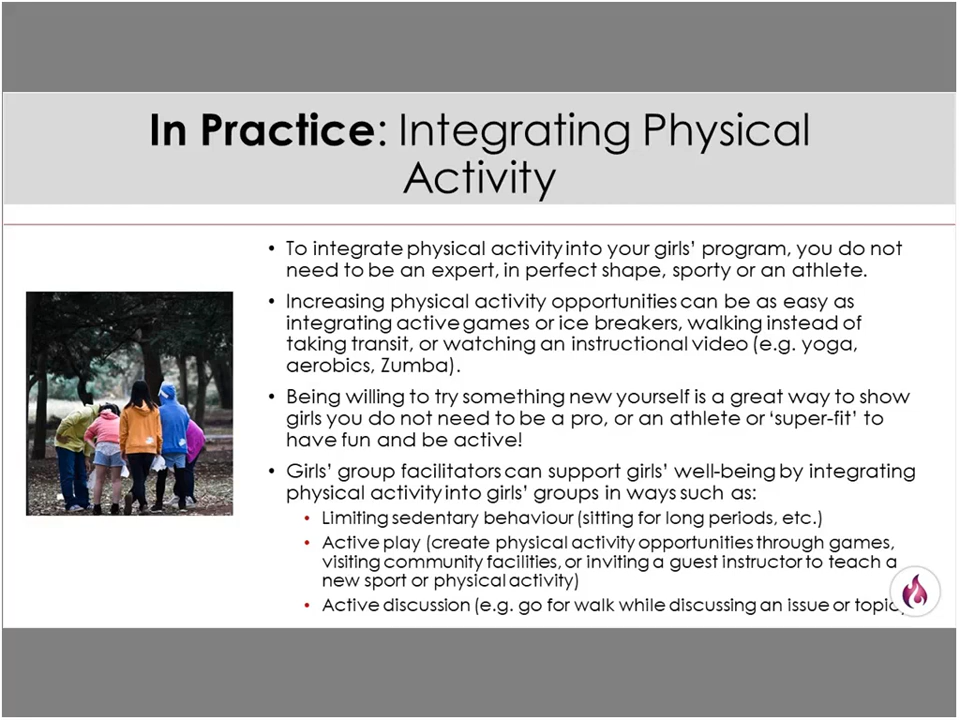 In Practice: Integrating Physical
Activity
• To integrate physical activity into your girls' program, you do not
need to be an expert, in perfect shape, sporty or an athlete.
• Increasing physical activity opportunities can be as easy as
integrating active games or ice breakers, walking instead of
taking transit, or watching an instructional video (e.g. yoga,
aerobics, Zumba).
• Being willing to try something new yourself is a great way to show
girls you do not need to be a pro, or an athlete or 'super-fit' to
have fun and be active!
• Girls' group facilitators can support girls' well-being by integrating
physical activity into girls' groups in ways such as:
• Limiting sedentary behaviour (sitting for long periods, etc.)
• Active play (create physical activity opportunities through games,
visiting community facilities, or inviting a guest instructor to teach a
new sport or physical activity)
• Active discussion (e.g. go for walk while discussing an issue or topic)